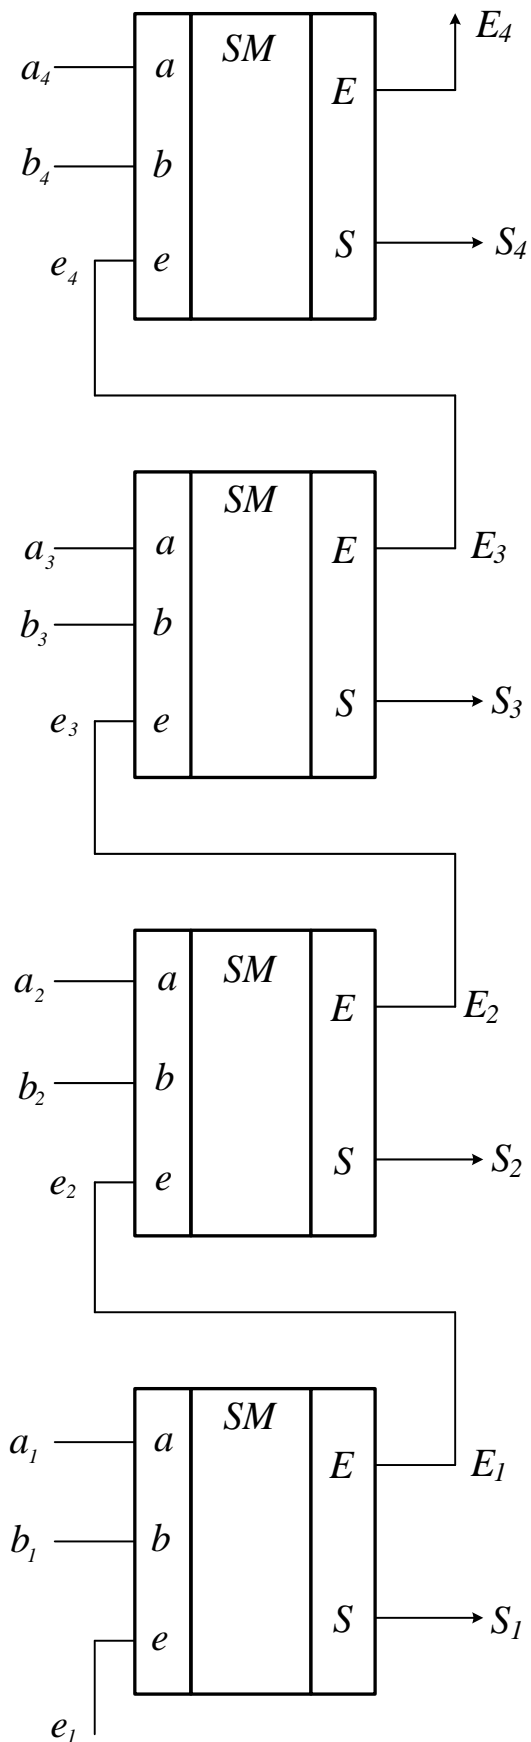 SM E₄
a₄ a E
b₄ b
e₄ e S S₄
SM
a₃ a E E₃
b₃ b
e₃ e S S₃
a₂ a SM E E₂
b₂ b
e₂ e S S₂
SM
a₁ a E E₁
b₁ b
e S S₁
e₁